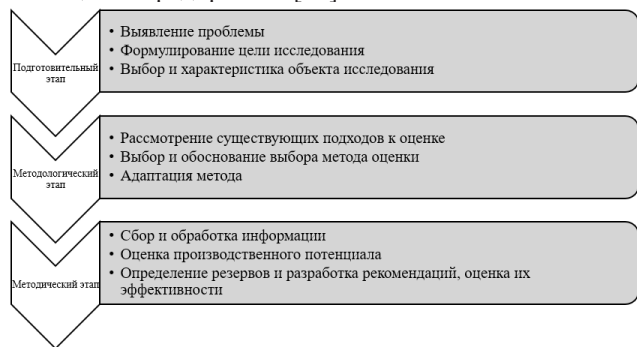 • Выявление проблемы
• Формулирование цели исследования
• Выбор и характеристика объекта исследования
Подготовительный
этап
• Рассмотрение существующих подходов к оценке
• Выбор и обоснование выбора метода оценки
• Адаптация метода
Методологический
этап
• Сбор и обработка информации
• Оценка производственного потенциала
• Определение резервов и разработка рекомендаций, оценка их
эффективности
Методический этап